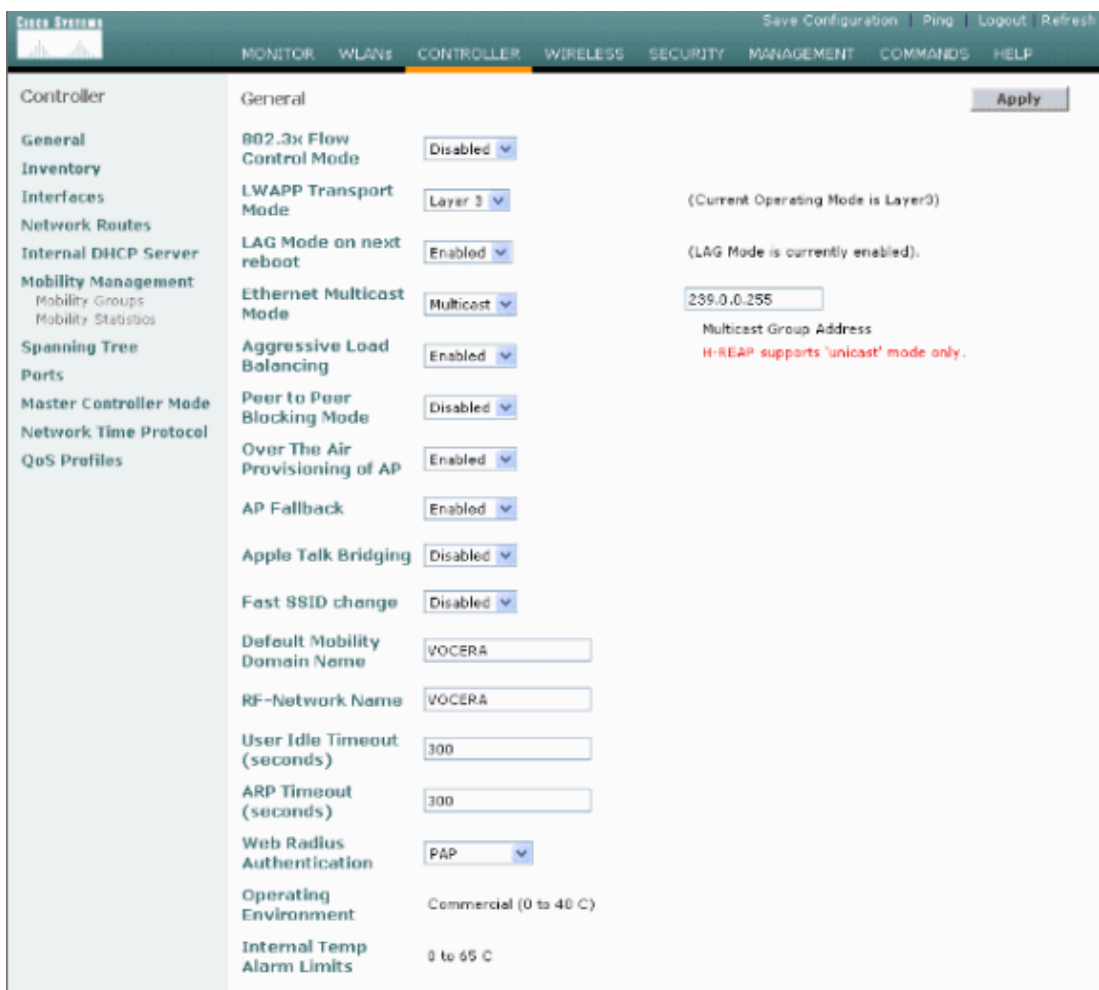 CISCO SYSTEMS
Save Configuration | Ping | Logout | Refresh
MONITOR WLANs CONTROLLER WIRELESS SECURITY MANAGEMENT COMMANDS HELP
Controller
General
Inventory
Interfaces
Network Routes
Internal DHCP Server
Mobility Management
Mobility Groups
Mobility Statistics
Spanning Tree
Ports
Master Controller Mode
Network Time Protocol
QoS Profiles
General
Apply
802.3x Flow
Control Mode
Disabled
LWAPP Transport
Mode
Layer 3
(Current Operating Mode is Layer3)
LAG Mode on next
reboot
Enabled
(LAG Mode is currently enabled).
Ethernet Multicast
Mode
Multicast
239.0.0.255
Multicast Group Address
H-REAP supports 'unicast' mode only.
Aggressive Load
Balancing
Enabled
Peer to Peer
Blocking Mode
Disabled
Over The Air
Provisioning of AP
Enabled
AP Fallback
Enabled
Apple Talk Bridging
Disabled
Fast SSID change
Disabled
Default Mobility
Domain Name
VOCERA
RF-Network Name
VOCERA
User Idle Timeout
(seconds)
300
ARP Timeout
(seconds)
300
Web Radius
Authentication
PAP
Operating
Environment
Commercial (0 to 40 C)
Internal Temp
Alarm Limits
0 to 65 C